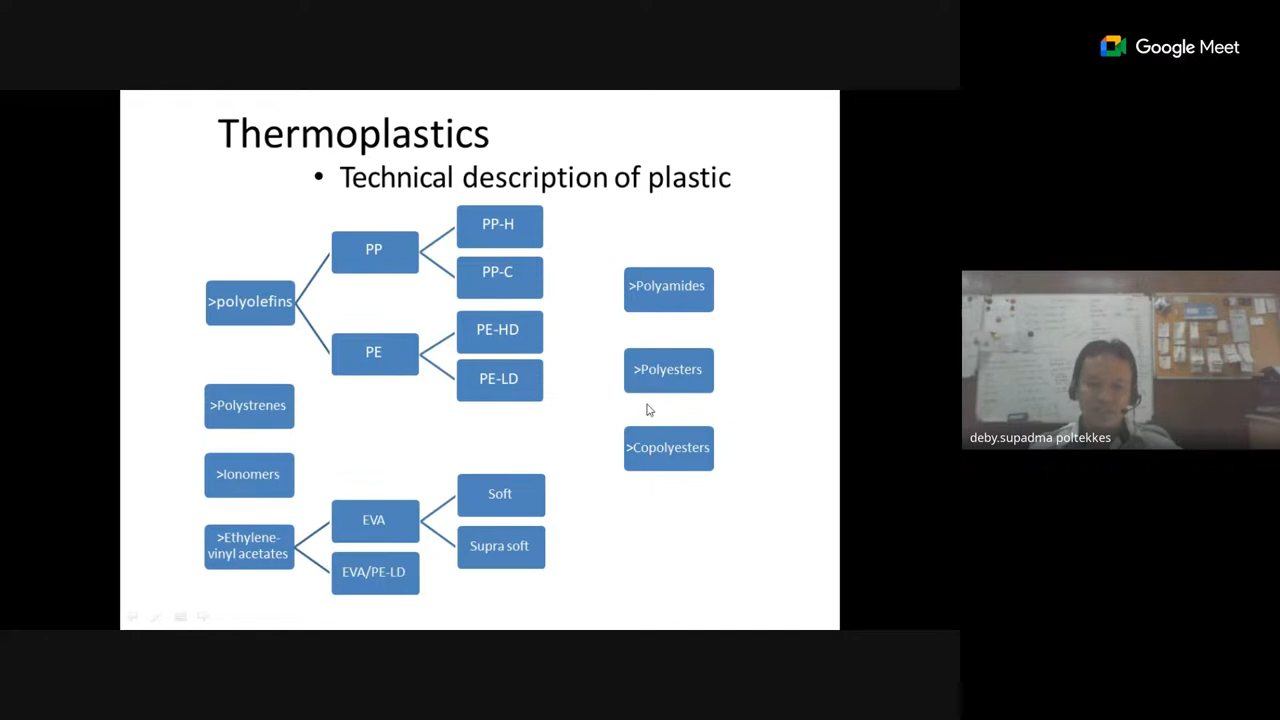 Google Meet
Thermoplastics
• Technical description of plastic
PP-H
PP
PP-C
>polyolefins
PE-HD
PE
PE-LD
>Polystrenes
>Ionomers
>Ethylene-
vinyl acetates
EVA
Soft
Supra soft
EVA/PE-LD
>Polyamides
>Polyesters
>Copolyesters
deby.supadma poltekkes